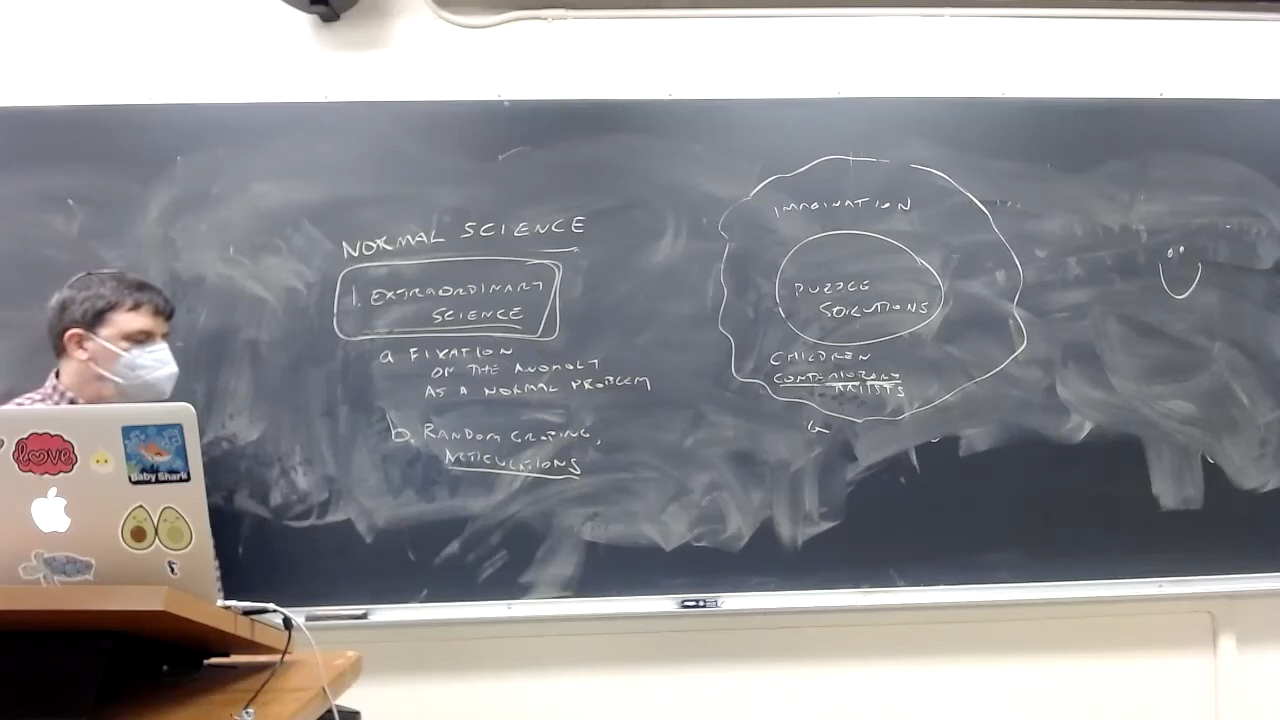 NORMAL SCIENCE
1. EXTRAORDINARY
SCIENCE
a FIXATION
ON THE ANOMOLY
AS A NORMAL PROBLEM
b. RANDOM GROPING,
ARTICULATIONS
IMAGINATION
PUZZLE
SOLUTIONS
CHILDREN
CONTEMPORARY
ARTISTS
love
Baby Shark